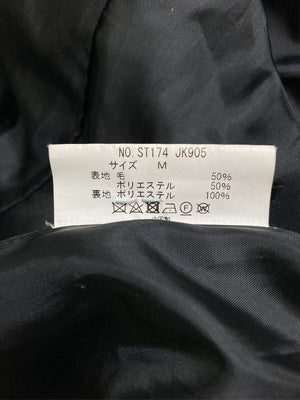 NO. ST174 JK905
サイズ M
表地 毛 50%
ポリエステル 50%
裏地 ポリエステル 100%